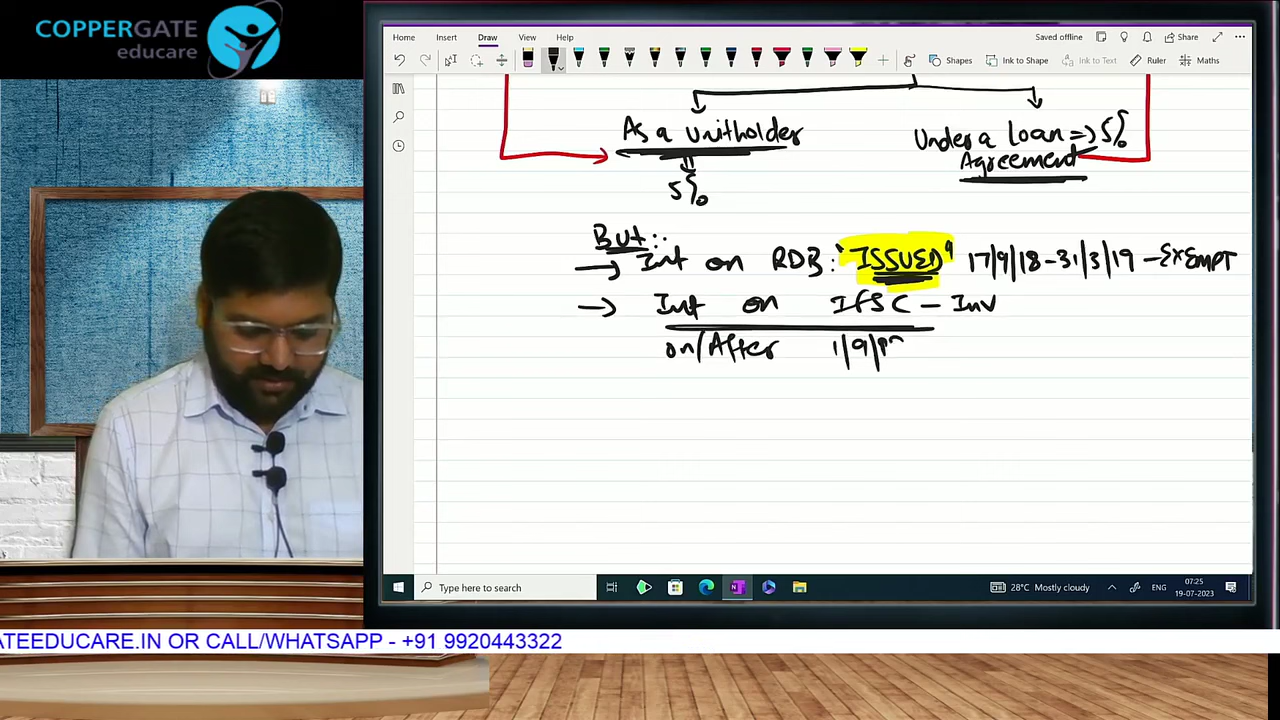 COPPERGATE
educare
Home Insert Draw View Help
Saved offline Share
Shapes Ink to Shape Ink to Text Ruler Maths
As a unitholder
5%
Under a Loan => 5%
Agreement
But:
→ Int on RDB: "ISSUED" 17/9/18-31/3/19 - EXEMPT
→ Int on IFSC - Inv
on/After 1/9/
Type here to search
28°C Mostly cloudy
ENG
07:25
19-07-2023
ATEEDUCARE.IN OR CALL/WHATSAPP - +91 9920443322